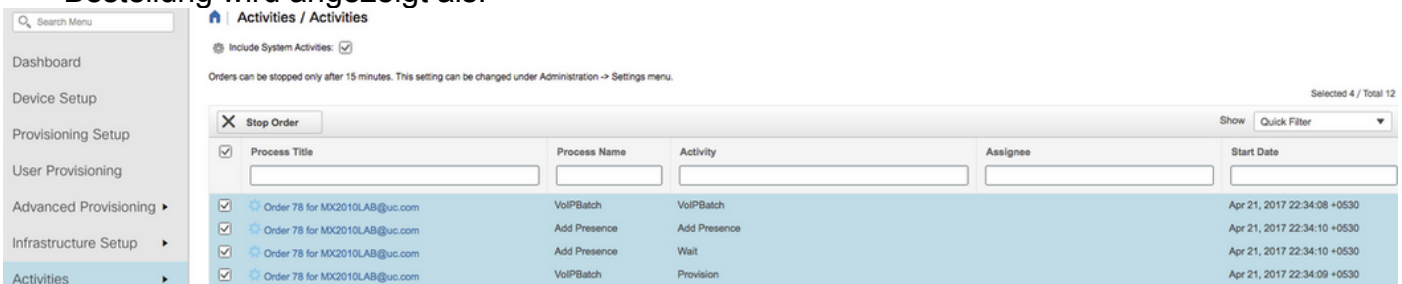 Bestellung wird angezeigt als:
Search Menu
Activities / Activities
Include System Activities:
Dashboard
Orders can be stopped only after 15 minutes. This setting can be changed under Administration -> Settings menu.
Device Setup
Selected 4 / Total 12
Stop Order
Show Quick Filter
Provisioning Setup
Process Title Process Name Activity Assignee Start Date
User Provisioning
Advanced Provisioning
Order 78 for MX2010LAB@uc.com VoIPBatch VoIPBatch Apr 21, 2017 22:34:08 +0530
Order 78 for MX2010LAB@uc.com Add Presence Add Presence Apr 21, 2017 22:34:10 +0530
Infrastructure Setup
Order 78 for MX2010LAB@uc.com Add Presence Wait Apr 21, 2017 22:34:10 +0530
Activities
Order 78 for MX2010LAB@uc.com VoIPBatch Provision Apr 21, 2017 22:34:09 +0530